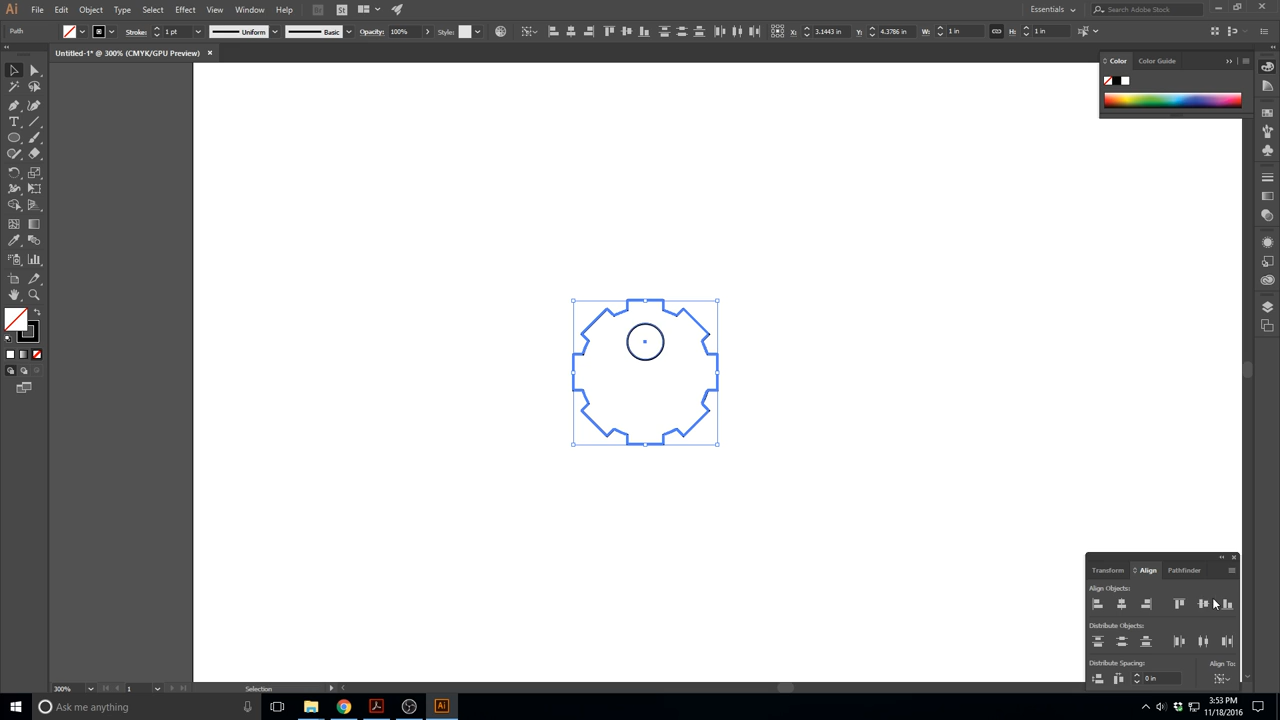 Ai File Edit Object Type Select Effect View Window Help Br St Essentials Search Adobe Stock
Path Stroke: 1 pt Uniform Basic Opacity: 100% Style: X: 3.1443 in Y: 4.3786 in W: 1 in H: 1 in
Untitled-1* @ 300% (CMYK/GPU Preview)
Color Color Guide
Transform Align Pathfinder
Align Objects:
Distribute Objects:
Distribute Spacing: Align To:
0 in
300% 1 Selection
Ask me anything Ai
3:53 PM
11/18/2016